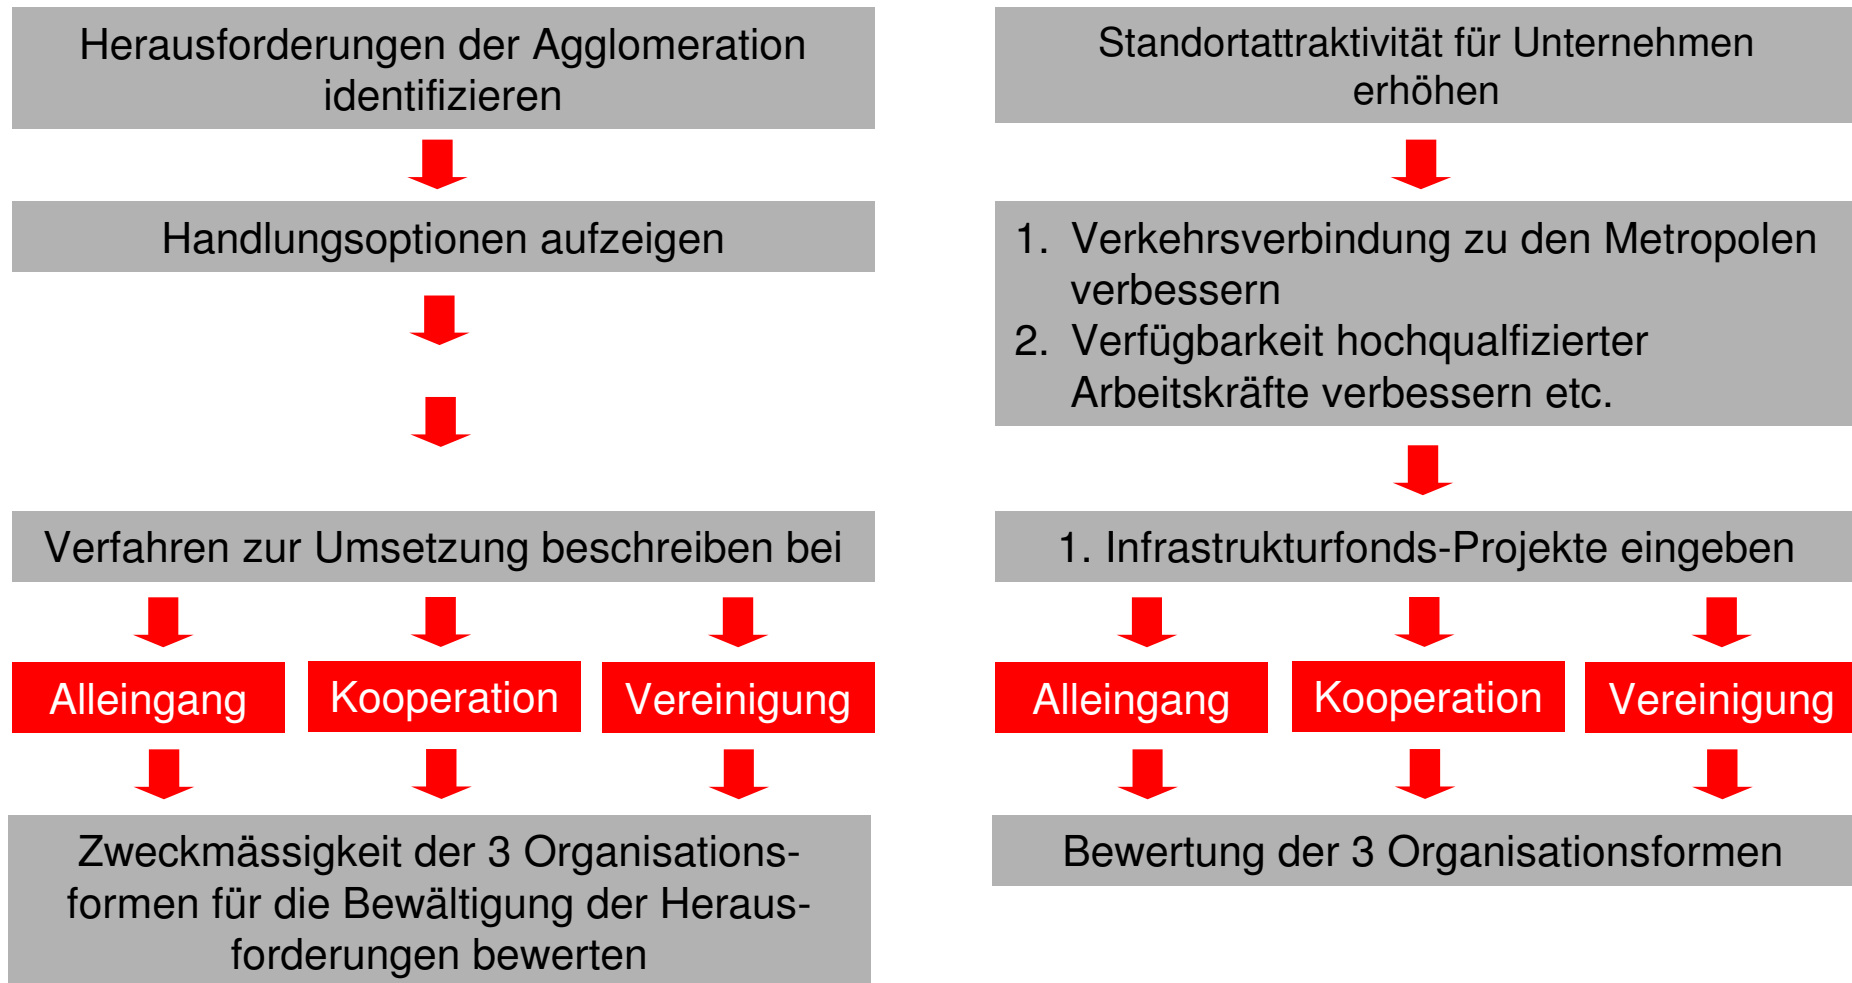 Herausforderungen der Agglomeration
identifizieren
Handlungsoptionen aufzeigen
Verfahren zur Umsetzung beschreiben bei
Alleingang
Kooperation
Vereinigung
Zweckmässigkeit der 3 Organisations-
formen für die Bewältigung der Heraus-
forderungen bewerten
Standortattraktivität für Unternehmen
erhöhen
1. Verkehrsverbindung zu den Metropolen
verbessern
2. Verfügbarkeit hochqualfizierter
Arbeitskräfte verbessern etc.
1. Infrastrukturfonds-Projekte eingeben
Alleingang
Kooperation
Vereinigung
Bewertung der 3 Organisationsformen